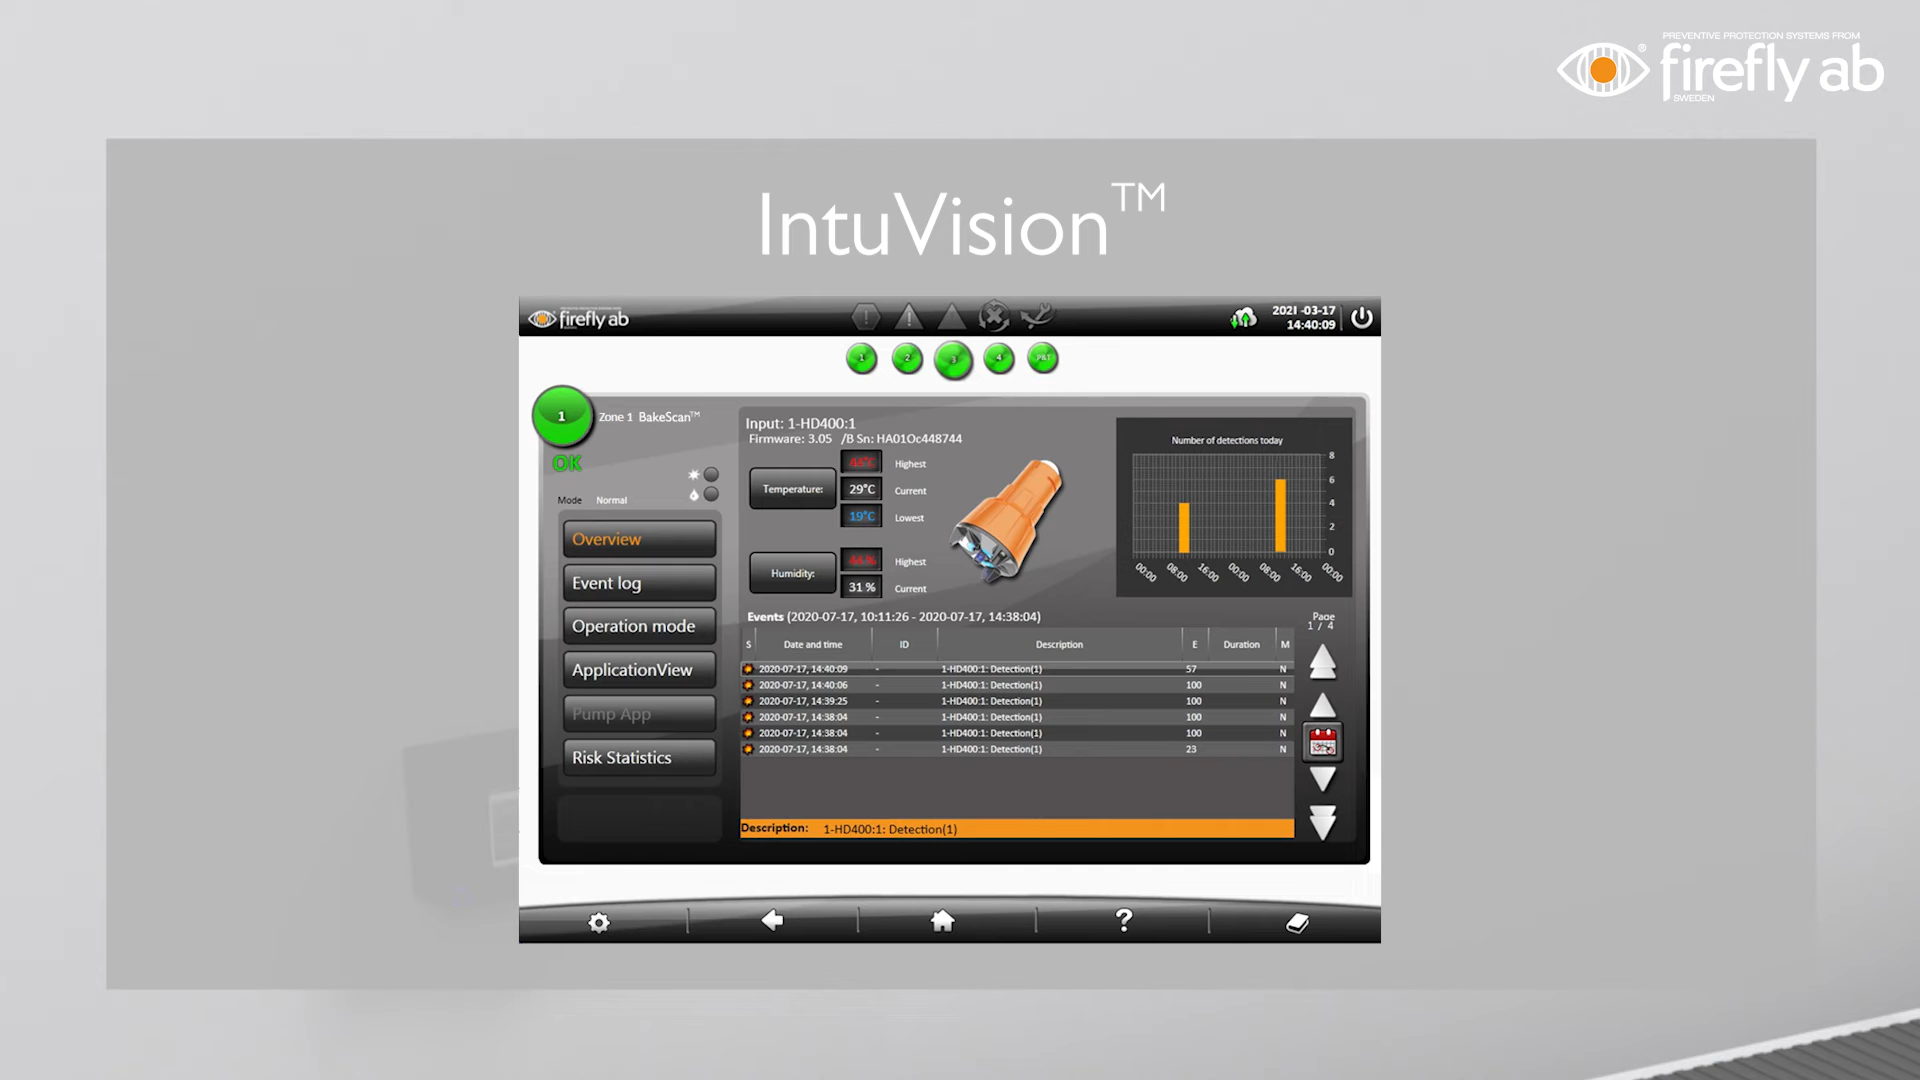 PREVENTIVE PROTECTION SYSTEMS FROM
firefly ab ®
SWEDEN
IntuVision™
firefly ab
2021-03-17
14:40:09
1 2 3 4 P&T
1 Zone 1 BakeScan™
OK
Mode Normal
Overview
Event log
Operation mode
ApplicationView
Pump App
Risk Statistics
Input: 1-HD400:1
Firmware: 3.05 /B Sn: HA01Oc448744
Temperature:
Highest
29°C Current
19°C Lowest
Humidity:
Highest
31 % Current
Number of detections today
8
6
4
2
0
00:00 08:00 16:00 00:00 08:00 16:00 00:00
Events (2020-07-17, 10:11:26 - 2020-07-17, 14:38:04)
Page
1 / 4
S Date and time ID Description E Duration M
2020-07-17, 14:40:09 - 1-HD400:1: Detection(1) 57 N
2020-07-17, 14:40:06 - 1-HD400:1: Detection(1) 100 N
2020-07-17, 14:39:25 - 1-HD400:1: Detection(1) 100 N
2020-07-17, 14:38:04 - 1-HD400:1: Detection(1) 100 N
2020-07-17, 14:38:04 - 1-HD400:1: Detection(1) 100 N
2020-07-17, 14:38:04 - 1-HD400:1: Detection(1) 23 N
Description: 1-HD400:1: Detection(1)
?